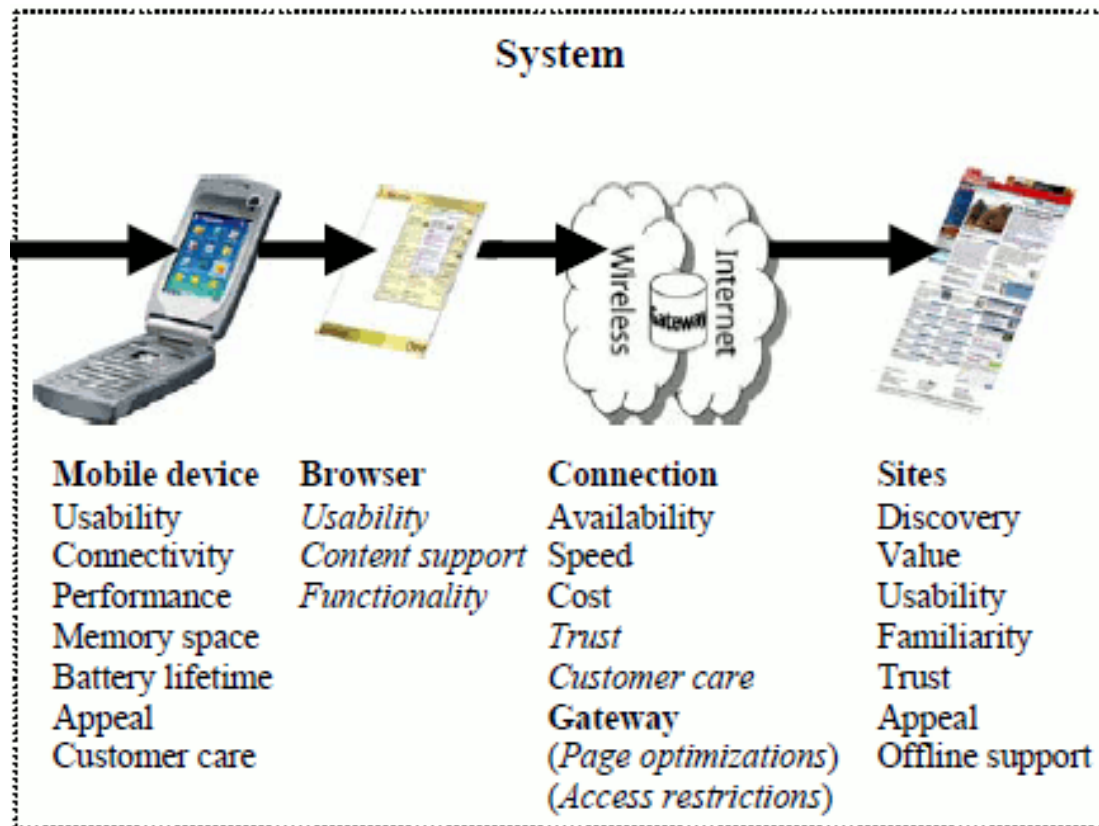 System
Wireless
Gateway
Internet
Mobile device
Usability
Connectivity
Performance
Memory space
Battery lifetime
Appeal
Customer care
Browser
Usability
Content support
Functionality
Connection
Availability
Speed
Cost
Trust
Customer care
Gateway
(Page optimizations)
(Access restrictions)
Sites
Discovery
Value
Usability
Familiarity
Trust
Appeal
Offline support